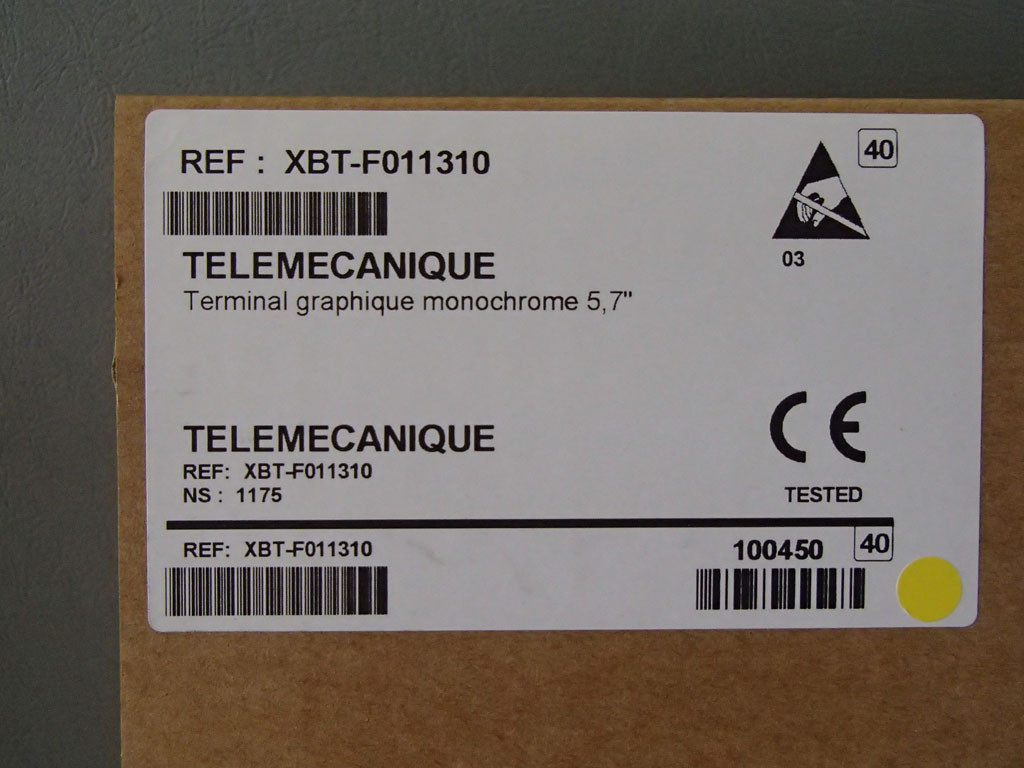 REF : XBT-F011310
40
03
TELEMECANIQUE
Terminal graphique monochrome 5,7"
TELEMECANIQUE
REF: XBT-F011310
NS : 1175
CE
TESTED
REF: XBT-F011310
100450
40